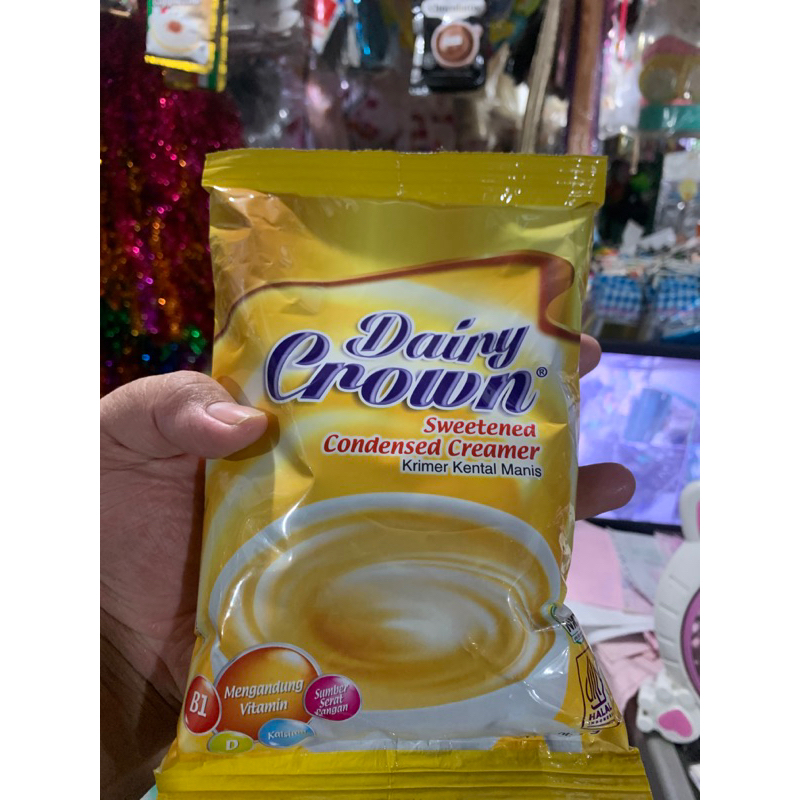 Dairy
Crown®
Sweetened
Condensed Creamer
Krimer Kental Manis
B1
Mengandung
Vitamin
Sumber
Serat
Pangan
D
Kalsium
HALAL